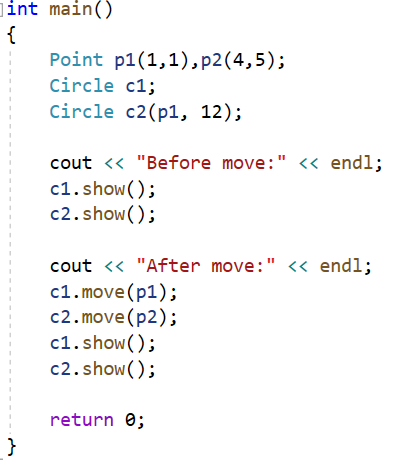 int main()
{
    Point p1(1,1),p2(4,5);
    Circle c1;
    Circle c2(p1, 12);

    cout << "Before move:" << endl;
    c1.show();
    c2.show();

    cout << "After move:" << endl;
    c1.move(p1);
    c2.move(p2);
    c1.show();
    c2.show();

    return 0;
}